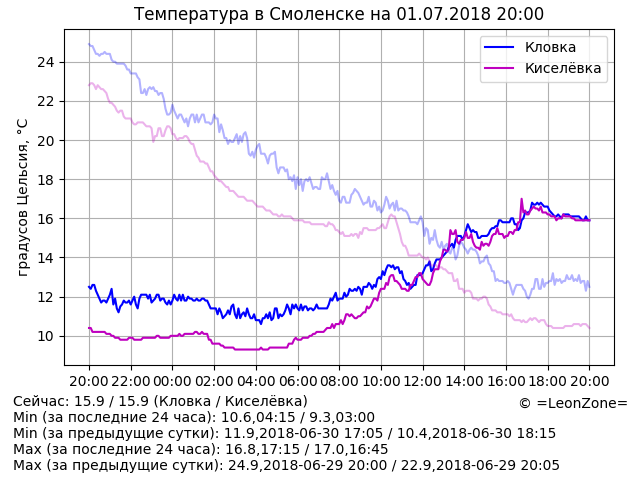 Температура в Смоленске на 01.07.2018 20:00
Кловка
Киселёвка
градусов Цельсия, °C
24
22
20
18
16
14
12
10
20:00 22:00 00:00 02:00 04:00 06:00 08:00 10:00 12:00 14:00 16:00 18:00 20:00
Сейчас: 15.9 / 15.9 (Кловка / Киселёвка)
© =LeonZone=
Min (за последние 24 часа): 10.6,04:15 / 9.3,03:00
Min (за предыдущие сутки): 11.9,2018-06-30 17:05 / 10.4,2018-06-30 18:15
Max (за последние 24 часа): 16.8,17:15 / 17.0,16:45
Max (за предыдущие сутки): 24.9,2018-06-29 20:00 / 22.9,2018-06-29 20:05